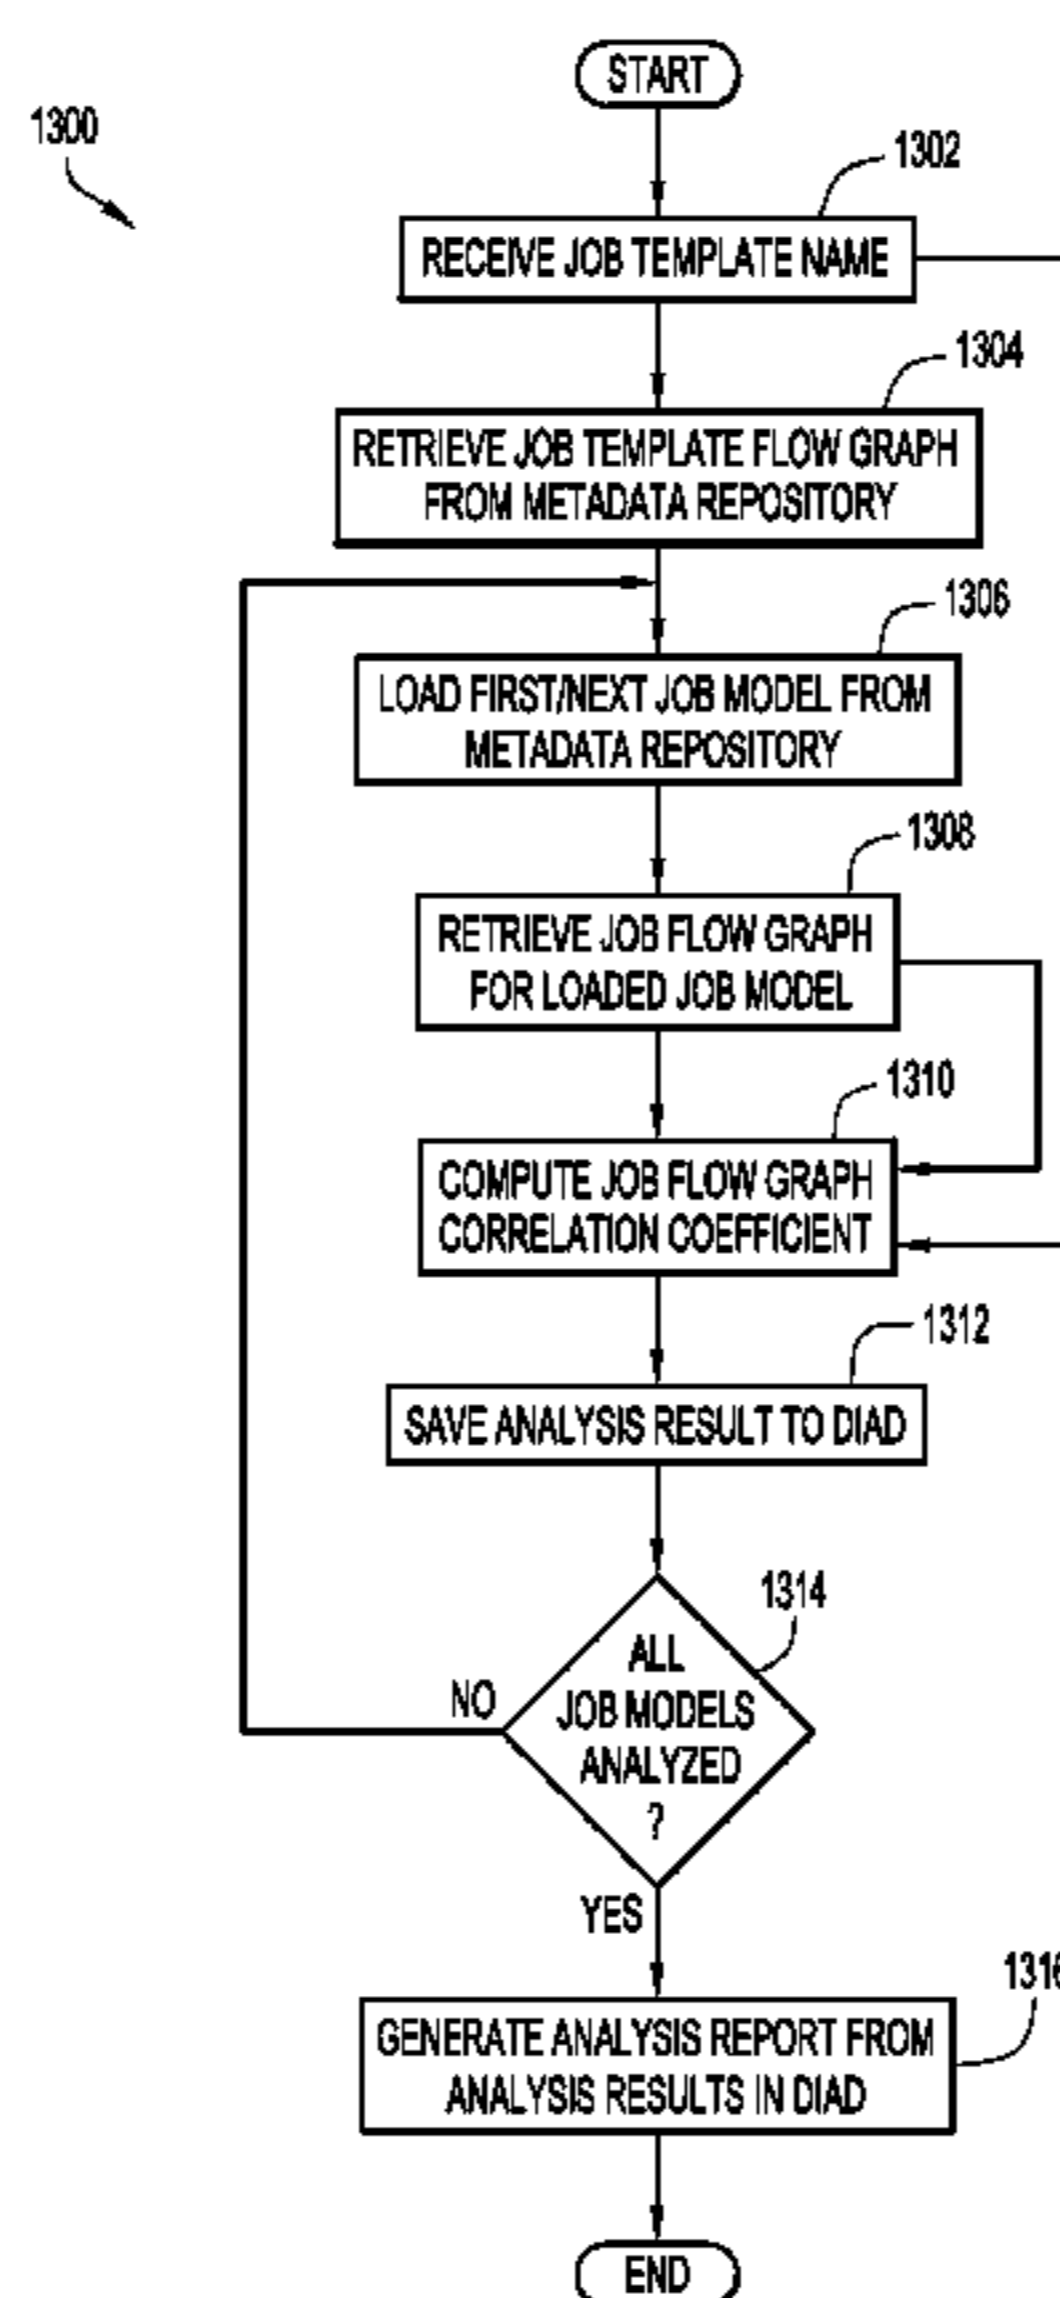 START
1300
1302
RECEIVE JOB TEMPLATE NAME
1304
RETRIEVE JOB TEMPLATE FLOW GRAPH
FROM METADATA REPOSITORY
1306
LOAD FIRST/NEXT JOB MODEL FROM
METADATA REPOSITORY
1308
RETRIEVE JOB FLOW GRAPH
FOR LOADED JOB MODEL
1310
COMPUTE JOB FLOW GRAPH
CORRELATION COEFFICIENT
1312
SAVE ANALYSIS RESULT TO DIAD
1314
ALL
JOB MODELS
ANALYZED
?
NO
YES
1316
GENERATE ANALYSIS REPORT FROM
ANALYSIS RESULTS IN DIAD
END